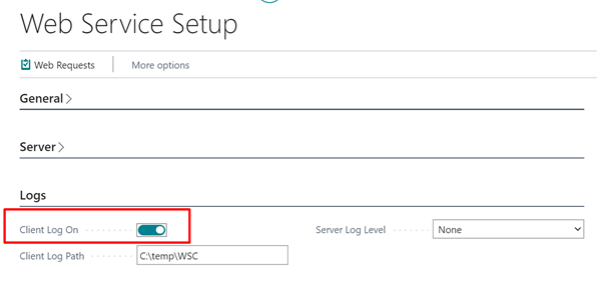 Web Service Setup
Web Requests More options
General
Server
Logs
Client Log On Server Log Level None
Client Log Path C:\temp\WSC